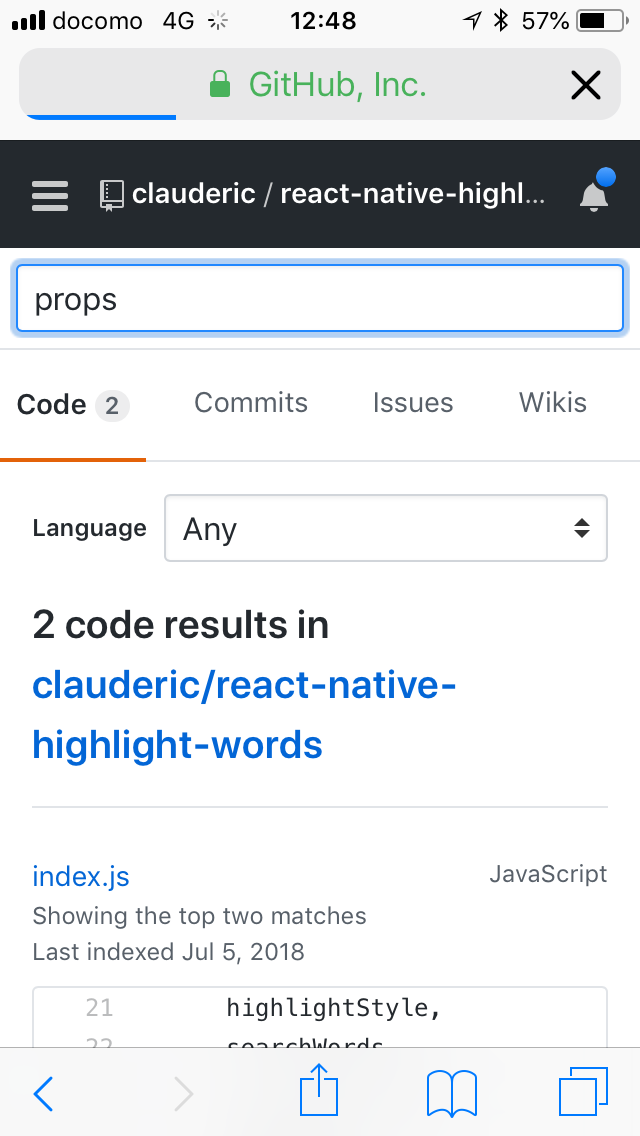 docomo 4G 12:48 57%
GitHub, Inc.
clauderic / react-native-highl...
props
Code 2 Commits Issues Wikis
Language Any
2 code results in
clauderic/react-native-
highlight-words
index.js JavaScript
Showing the top two matches
Last indexed Jul 5, 2018
21 highlightStyle,
22 searchWords